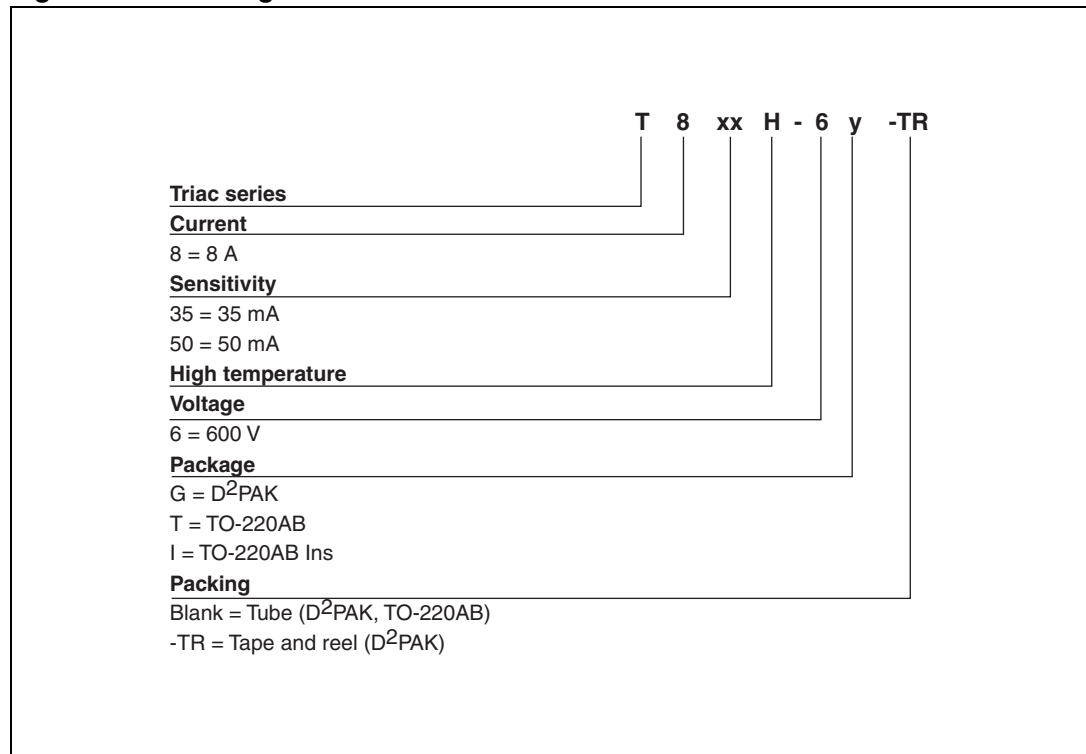 T 8 xx H - 6 y -TR
Triac series
Current
8 = 8 A
Sensitivity
35 = 35 mA
50 = 50 mA
High temperature
Voltage
6 = 600 V
Package
G = D²PAK
T = TO-220AB
I = TO-220AB Ins
Packing
Blank = Tube (D²PAK, TO-220AB)
-TR = Tape and reel (D²PAK)